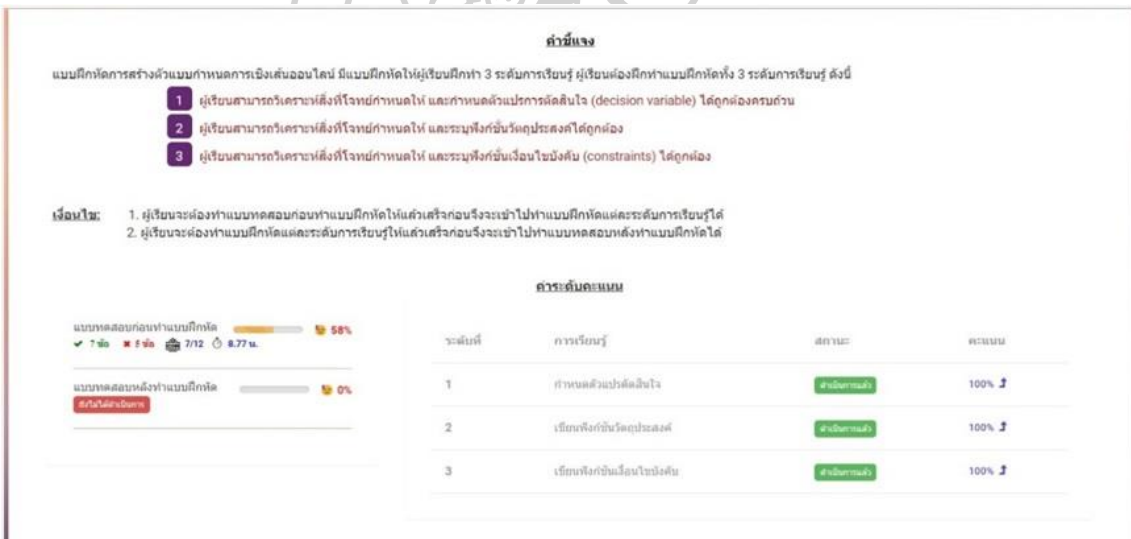 คำชี้แจง
แบบฝึกหัดการสร้างตัวแบบกำหนดการเชิงเส้นออนไลน์ มีแบบฝึกหัดให้ผู้เรียนฝึกทำ 3 ระดับการเรียนรู้ ผู้เรียนต้องฝึกทำแบบฝึกหัดทั้ง 3 ระดับการเรียนรู้ ดังนี้
1 ผู้เรียนสามารถวิเคราะห์สิ่งที่โจทย์กำหนดให้ และกำหนดตัวแปรการตัดสินใจ (decision variable) ได้ถูกต้องครบถ้วน
2 ผู้เรียนสามารถวิเคราะห์สิ่งที่โจทย์กำหนดให้ และระบุฟังก์ชั่นวัตถุประสงค์ได้ถูกต้อง
3 ผู้เรียนสามารถวิเคราะห์สิ่งที่โจทย์กำหนดให้ และระบุฟังก์ชั่นเงื่อนไขบังคับ (constraints) ได้ถูกต้อง
เงื่อนไข: 1. ผู้เรียนจะต้องทำแบบทดสอบก่อนทำแบบฝึกหัดให้แล้วเสร็จก่อนจึงจะเข้าไปทำแบบฝึกหัดแต่ละระดับการเรียนรู้ได้
2. ผู้เรียนจะต้องทำแบบฝึกหัดแต่ละระดับการเรียนรู้ให้แล้วเสร็จก่อนจึงจะเข้าไปทำแบบทดสอบหลังทำแบบฝึกหัดได้
ค่าระดับคะแนน
แบบทดสอบก่อนทำแบบฝึกหัด 58%
7 ข้อ 5 ข้อ 7/12 8.77 น.
แบบทดสอบหลังทำแบบฝึกหัด 0%
ยังไม่ได้ดำเนินการ
ระดับที่ การเรียนรู้ สถานะ คะแนน
1 กำหนดตัวแปรตัดสินใจ ดำเนินการแล้ว 100%
2 เขียนฟังก์ชันวัตถุประสงค์ ดำเนินการแล้ว 100%
3 เขียนฟังก์ชันเงื่อนไขบังคับ ดำเนินการแล้ว 100%